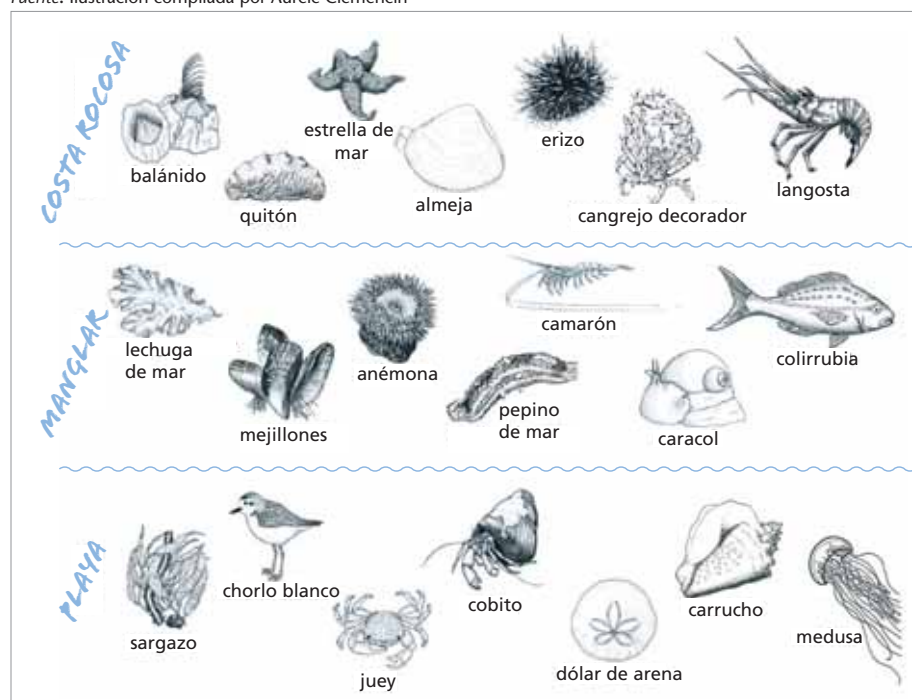 Fuente: Ilustración compilada por Aurèle Clemencin
COSTA ROCOSA
balánido
quitón
estrella de
mar
almeja
erizo
cangrejo decorador
langosta
MANGLAR
lechuga
de mar
mejillones
anémona
camarón
pepino
de mar
caracol
colirrubia
PLAYA
sargazo
chorlo blanco
juey
cobito
dólar de arena
carrucho
medusa